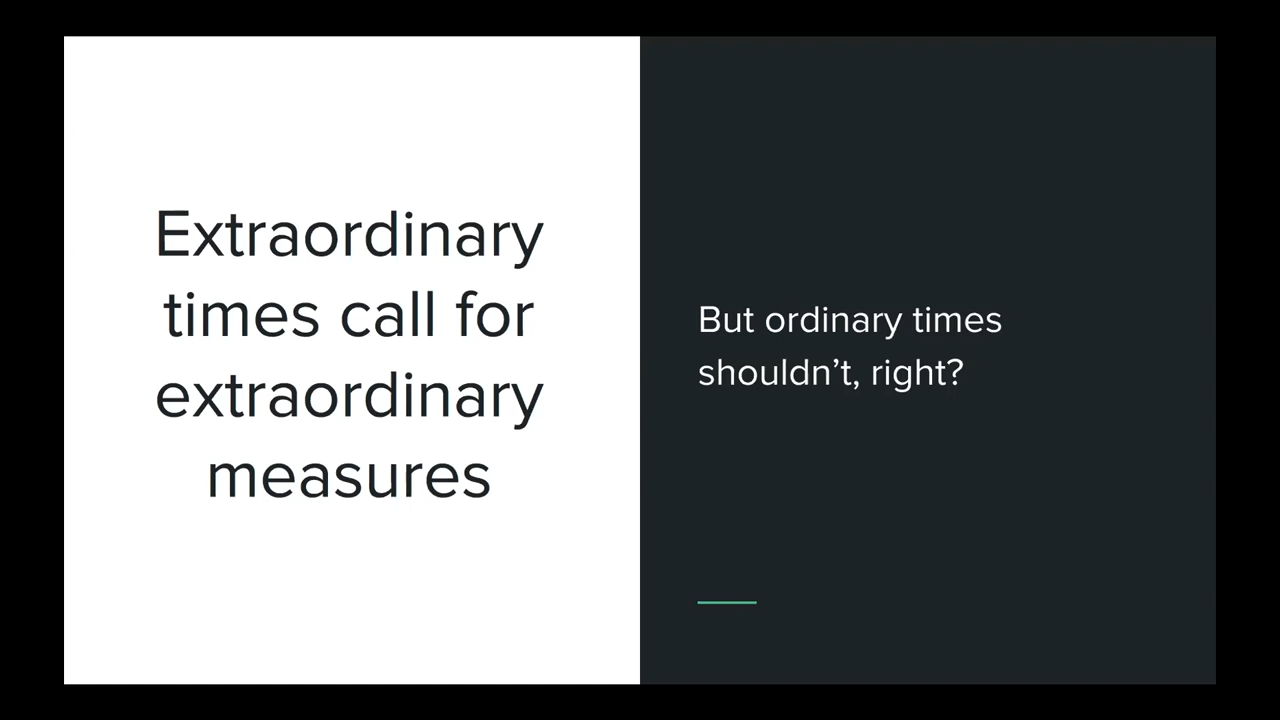 Extraordinary
times call for
extraordinary
measures
But ordinary times
shouldn’t, right?